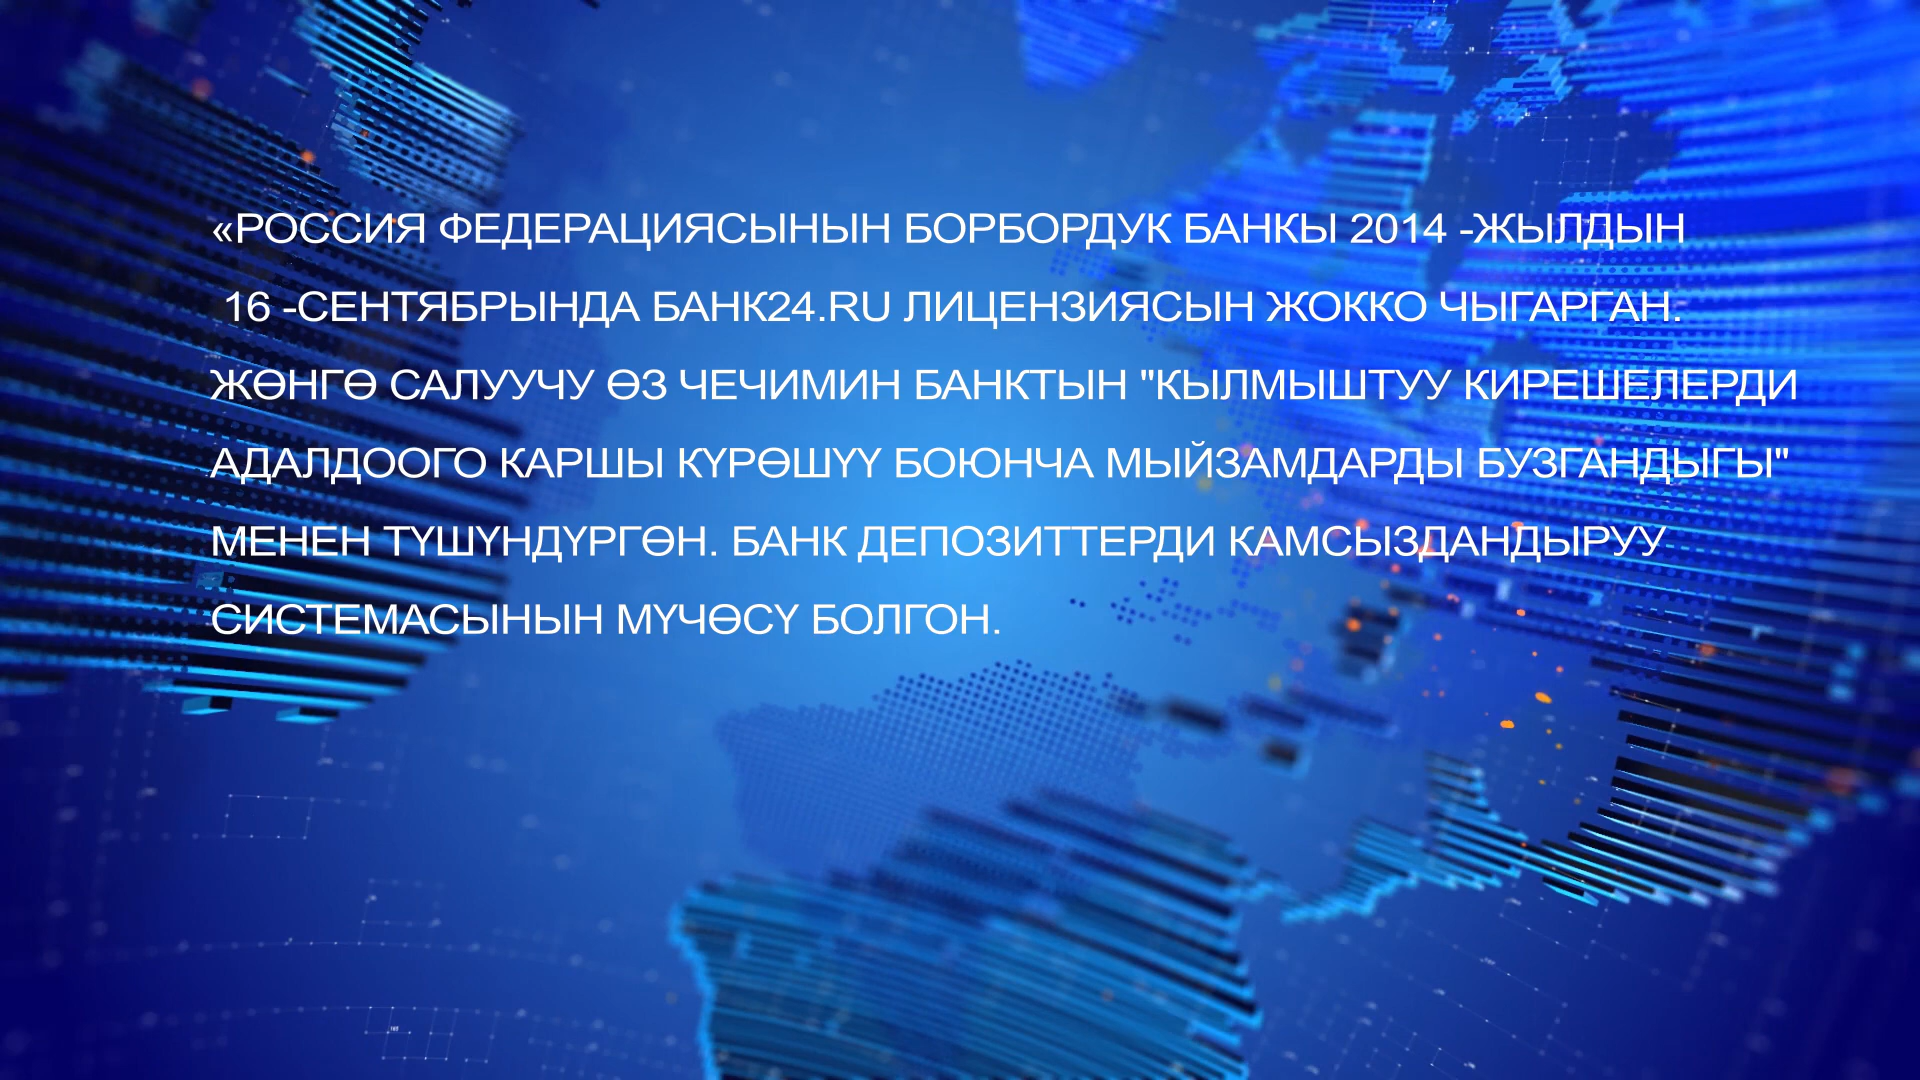 «РОССИЯ ФЕДЕРАЦИЯСЫНЫН БОРБОРДУК БАНКЫ 2014 -ЖЫЛДЫН
16 -СЕНТЯБРЫНДА БАНК24.RU ЛИЦЕНЗИЯСЫН ЖОККО ЧЫГАРГАН.
ЖӨНГӨ САЛУУЧУ ӨЗ ЧЕЧИМИН БАНКТЫН "КЫЛМЫШТУУ КИРЕШЕЛЕРДИ
АДАЛДООГО КАРШЫ КҮРӨШҮҮ БОЮНЧА МЫЙЗАМДАРДЫ БУЗГАНДЫГЫ"
МЕНЕН ТҮШҮНДҮРГӨН. БАНК ДЕПОЗИТТЕРДИ КАМСЫЗДАНДЫРУУ
СИСТЕМАСЫНЫН МҮЧӨСҮ БОЛГОН.